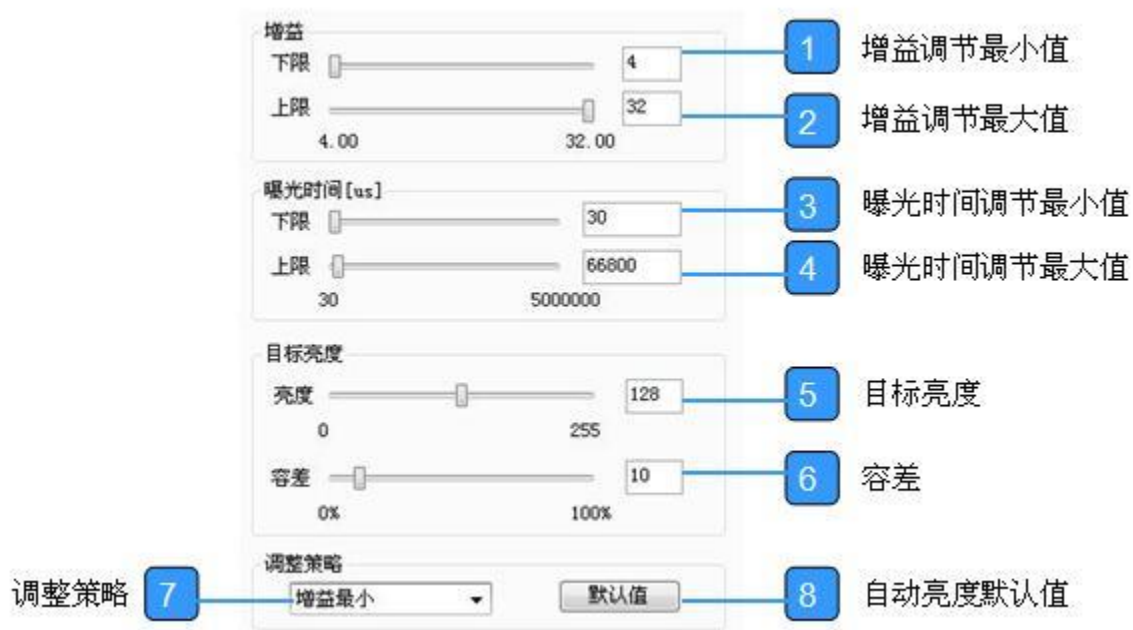 增益
下限 4 1 增益调节最小值
上限 32 2 增益调节最大值
4.00 32.00
曝光时间[us]
下限 30 3 曝光时间调节最小值
上限 66800 4 曝光时间调节最大值
30 5000000
目标亮度
亮度 128 5 目标亮度
0 255
容差 10 6 容差
0% 100%
调整策略
调整策略 7 增益最小 默认值 8 自动亮度默认值